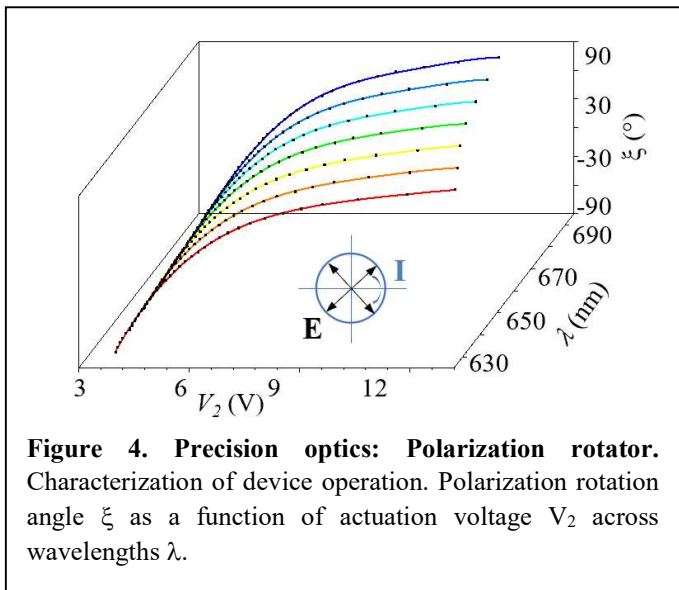 90
30
-30
-90
ξ (°)
690
670
650
630
λ (nm)
I
E
3
6
9
12
V₂ (V)
Figure 4. Precision optics: Polarization rotator.
Characterization of device operation. Polarization rotation
angle ξ as a function of actuation voltage V₂ across
wavelengths λ.